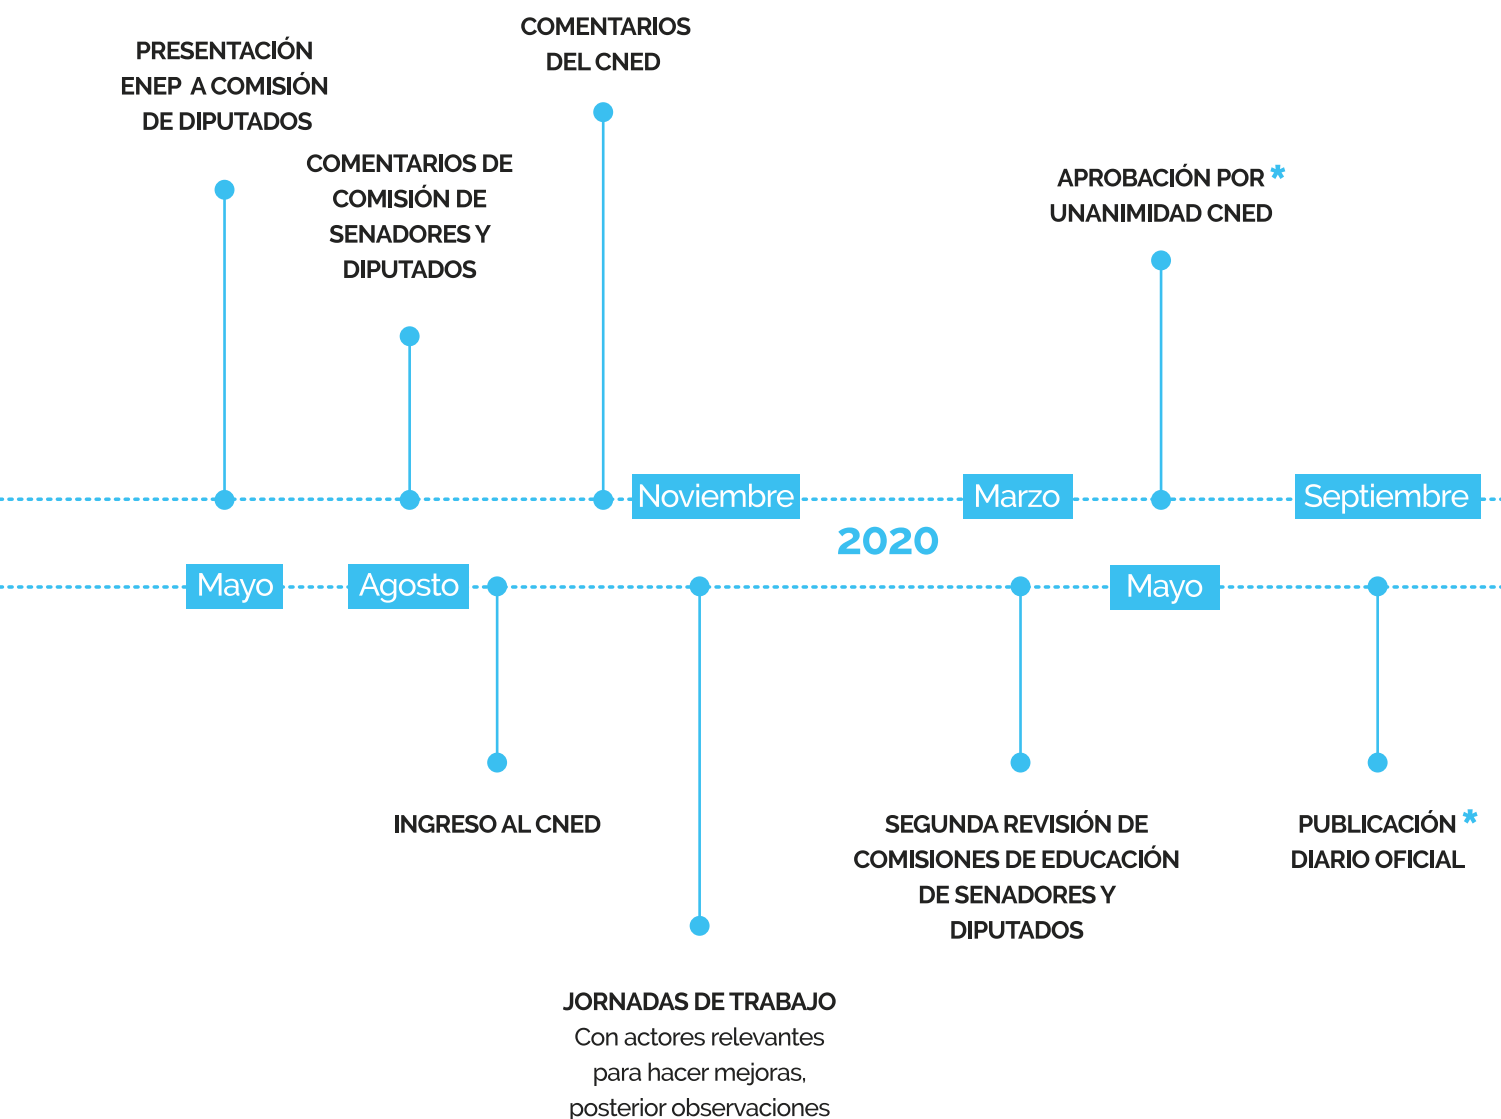 COMENTARIOS
DEL CNED
PRESENTACIÓN
ENEP A COMISIÓN
DE DIPUTADOS
COMENTARIOS DE
COMISIÓN DE
SENADORES Y
DIPUTADOS
APROBACIÓN POR *
UNANIMIDAD CNED
Noviembre
Marzo
Septiembre
2020
Mayo
Agosto
Mayo
INGRESO AL CNED
SEGUNDA REVISIÓN DE
COMISIONES DE EDUCACIÓN
DE SENADORES Y
DIPUTADOS
PUBLICACIÓN *
DIARIO OFICIAL
JORNADAS DE TRABAJO
Con actores relevantes
para hacer mejoras,
posterior observaciones